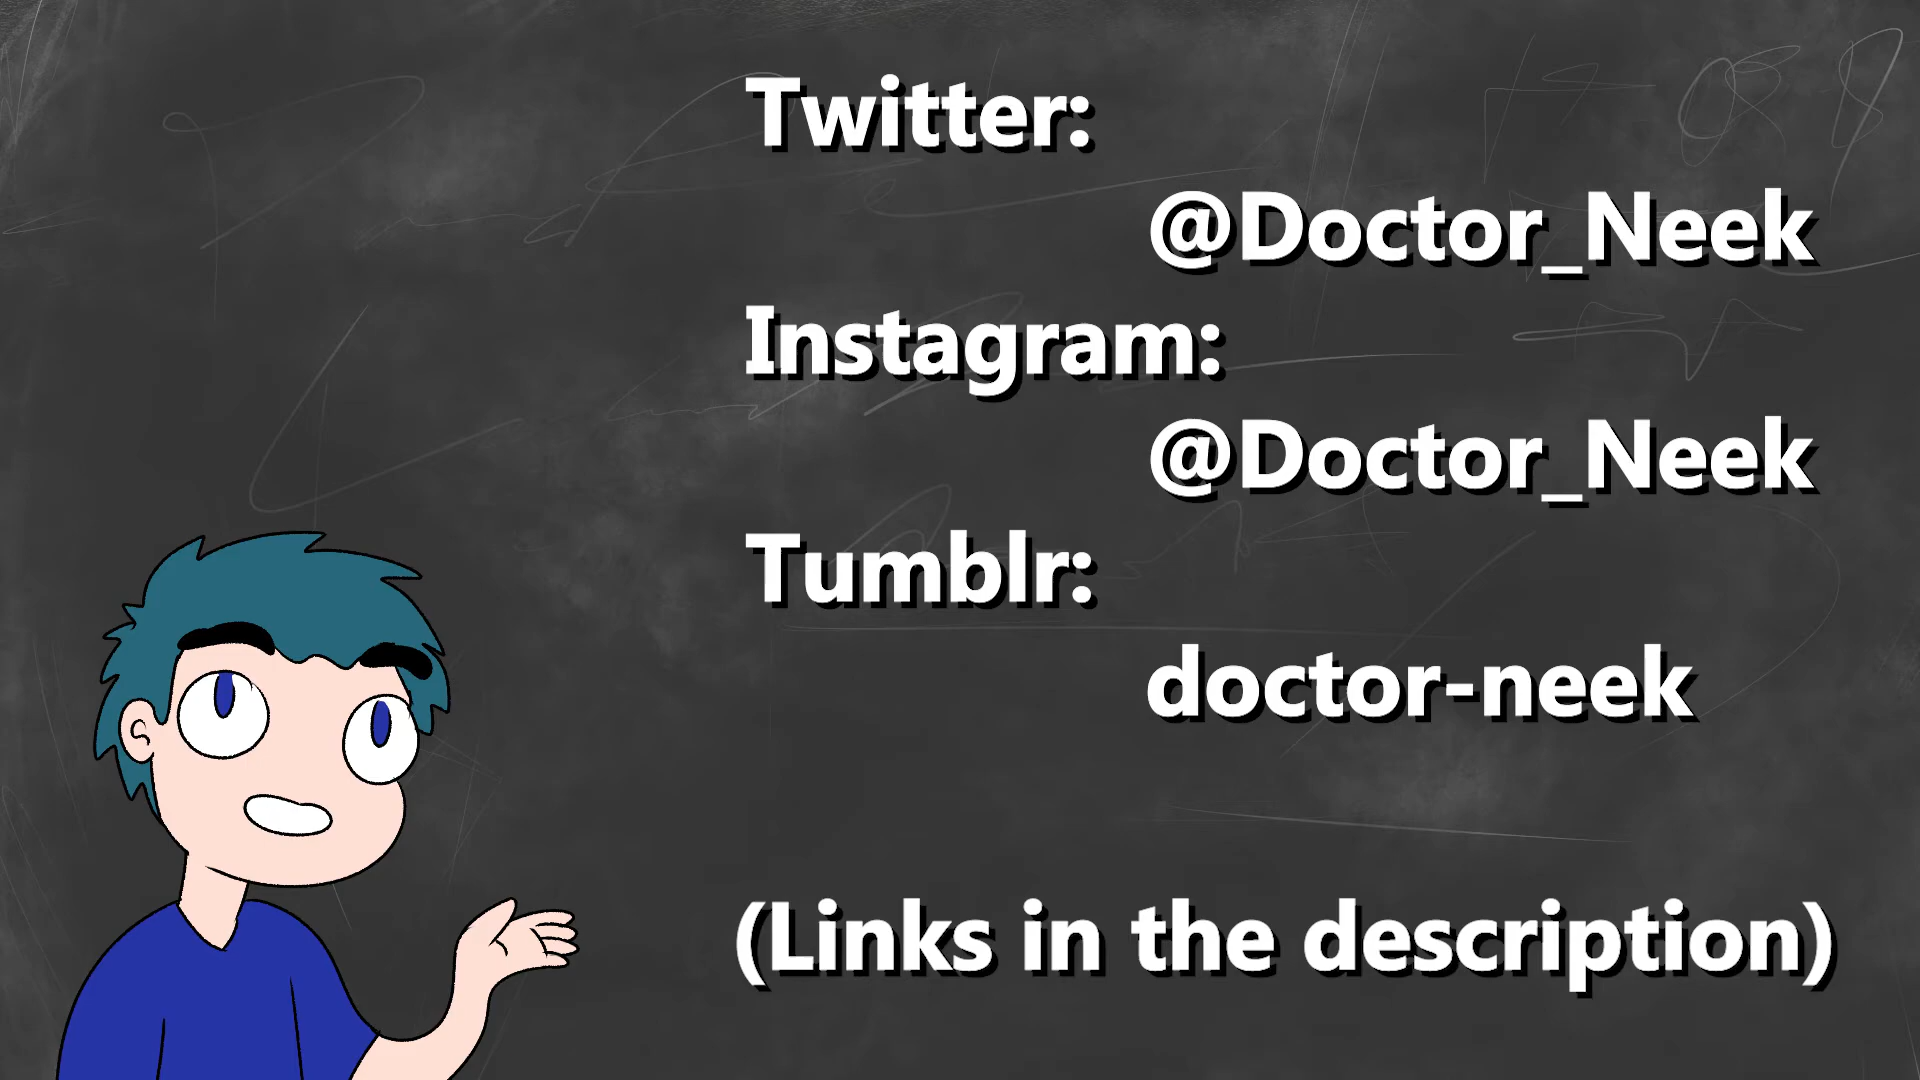 Twitter:
@Doctor_Neek
Instagram:
@Doctor_Neek
Tumblr:
doctor-neek
(Links in the description)